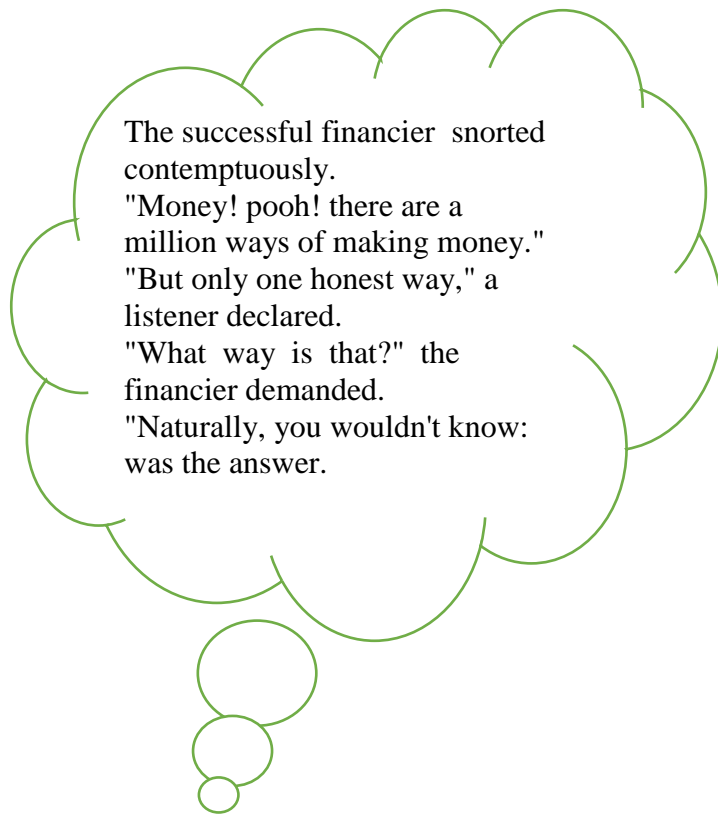 The successful financier snorted
contemptuously.
"Money! pooh! there are a
million ways of making money."
"But only one honest way," a
listener declared.
"What way is that?" the
financier demanded.
"Naturally, you wouldn't know:
was the answer.